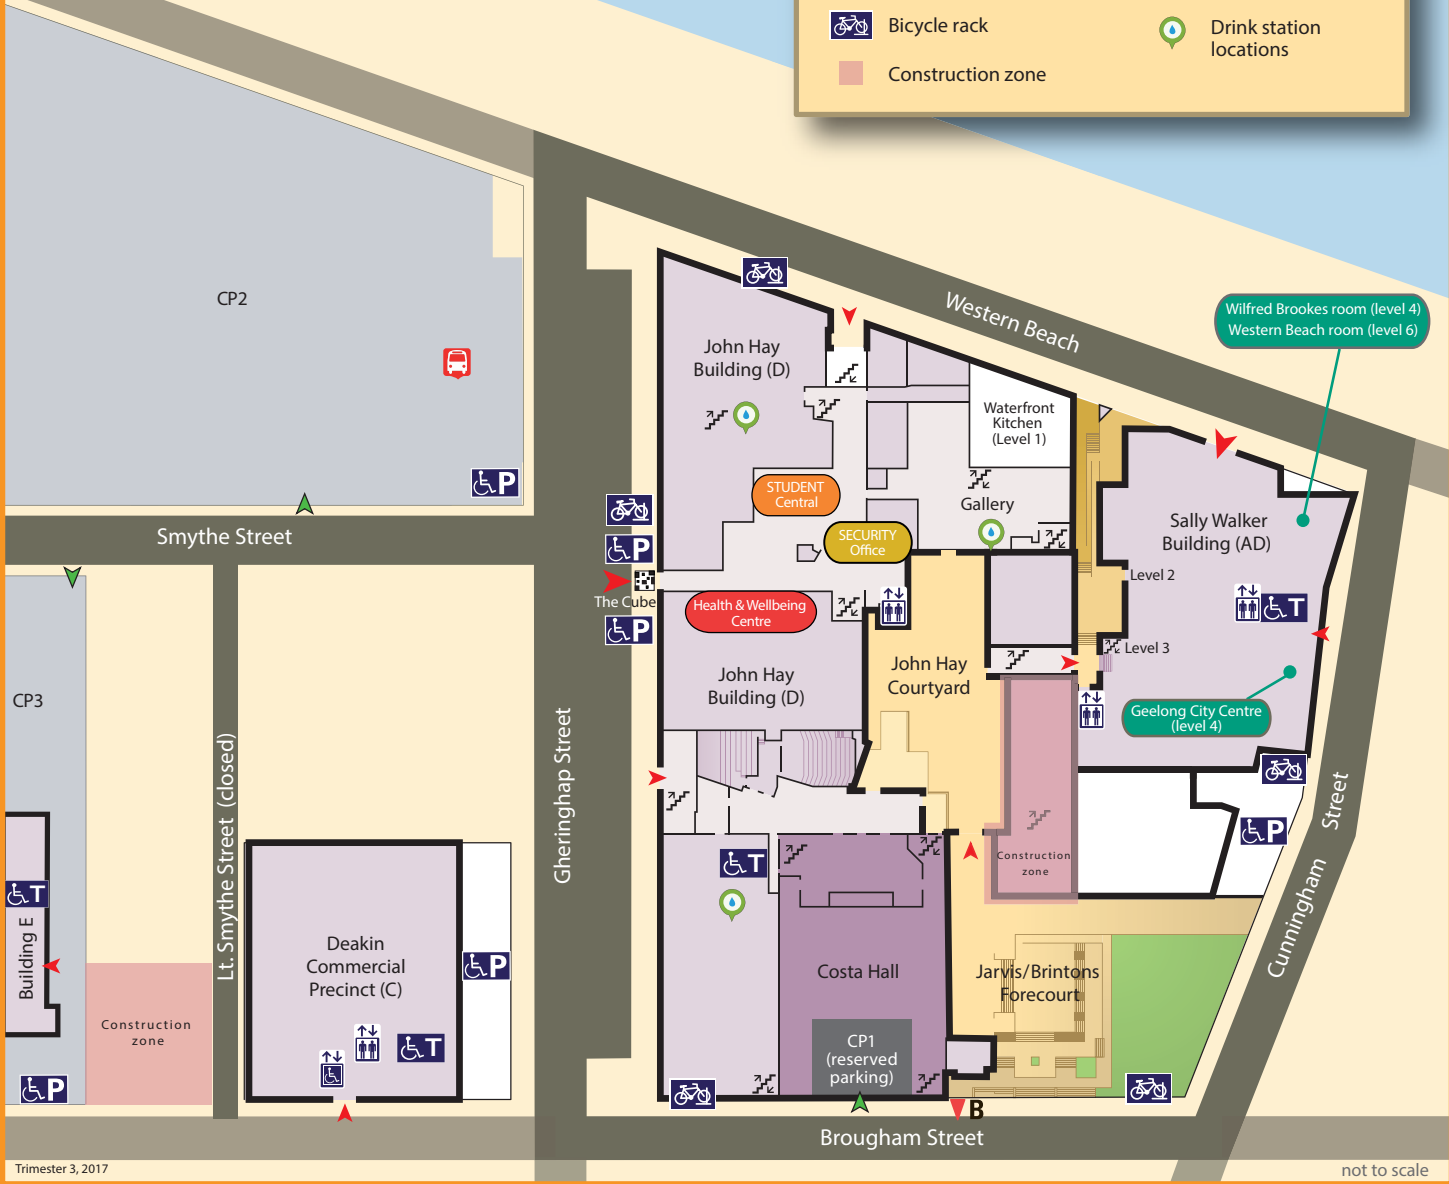 Bicycle rack
Drink station
locations
Construction zone
CP2
Western Beach
Wilfred Brookes room (level 4)
Western Beach room (level 6)
John Hay
Building (D)
Waterfront
Kitchen
(Level 1)
STUDENT
Central
Gallery
P
SECURITY
Office
Sally Walker
Building (AD)
Smythe Street
P
Level 2
The Cube
Health & Wellbeing
Centre
T
P
Level 3
John Hay
Building (D)
John Hay
Courtyard
CP3
Geelong City Centre
(level 4)
Lt. Smythe Street (closed)
Gheringhap Street
Cunningham Street
P
Construction
zone
T
T
Building E
Deakin
Commercial
Precinct (C)
P
Costa Hall
Jarvis/Brintons
Forecourt
Construction
zone
T
CP1
(reserved
parking)
P
B
Brougham Street
Trimester 3, 2017
not to scale